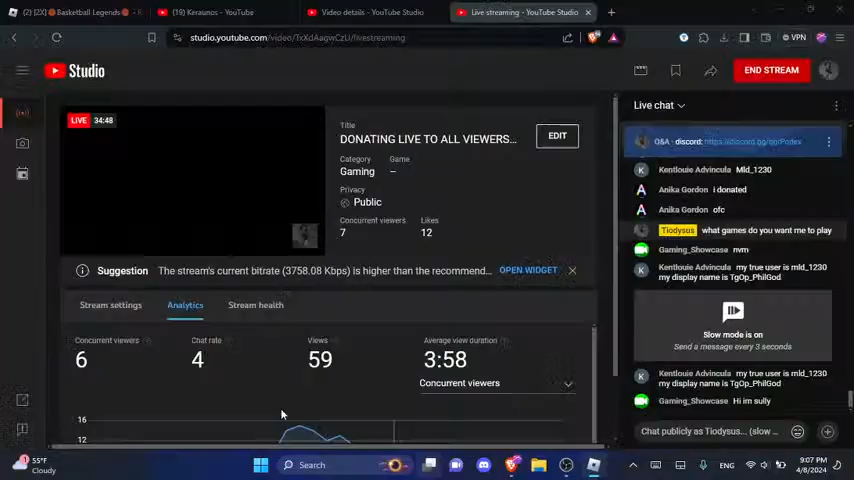 (2) [2X]🏀Basketball Legends🏀 - R
(19) Keraunos - YouTube
Video details - YouTube Studio
Live streaming - YouTube Studio
studio.youtube.com/video/TxXdAagwCzU/livestreaming
VPN
Studio
END STREAM
LIVE 34:48
Title
DONATING LIVE TO ALL VIEWERS...
EDIT
Category Game
Gaming –
Privacy
Public
Concurrent viewers Likes
7 12
Suggestion The stream's current bitrate (3758.08 Kbps) is higher than the recommend... OPEN WIDGET
Stream settings Analytics Stream health
Concurrent viewers Chat rate Views Average view duration
6 4 59 3:58
Concurrent viewers
16
12
Live chat
Q&A - discord:
Kentlouie Advincula Mld_1230
Anika Gordon i donated
Anika Gordon ofc
Tiodysus what games do you want me to play
Gaming_Showcase nvm
Kentlouie Advincula my true user is mld_1230
my display name is TgOp_PhilGod
Slow mode is on
Send a message every 3 seconds
Kentlouie Advincula my true user is mld_1230
my display name is TgOp_PhilGod
Gaming_Showcase Hi im sully
Chat publicly as Tiodysus... (slow ...
1
55°F
Cloudy
Search
ENG
9:07 PM
4/8/2024